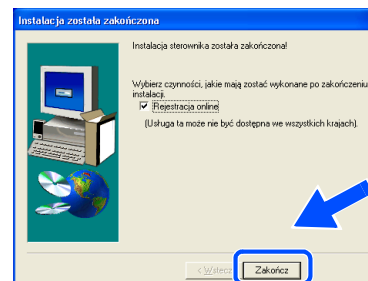 Instalacja została zakończona
Instalacja sterownika została zakończona!
Wybierz czynności, jakie mają zostać wykonane po zakończeniu
instalacji.
Rejestracja online
(Usługa ta może nie być dostępna we wszystkich krajach).
< Wstecz
Zakończ